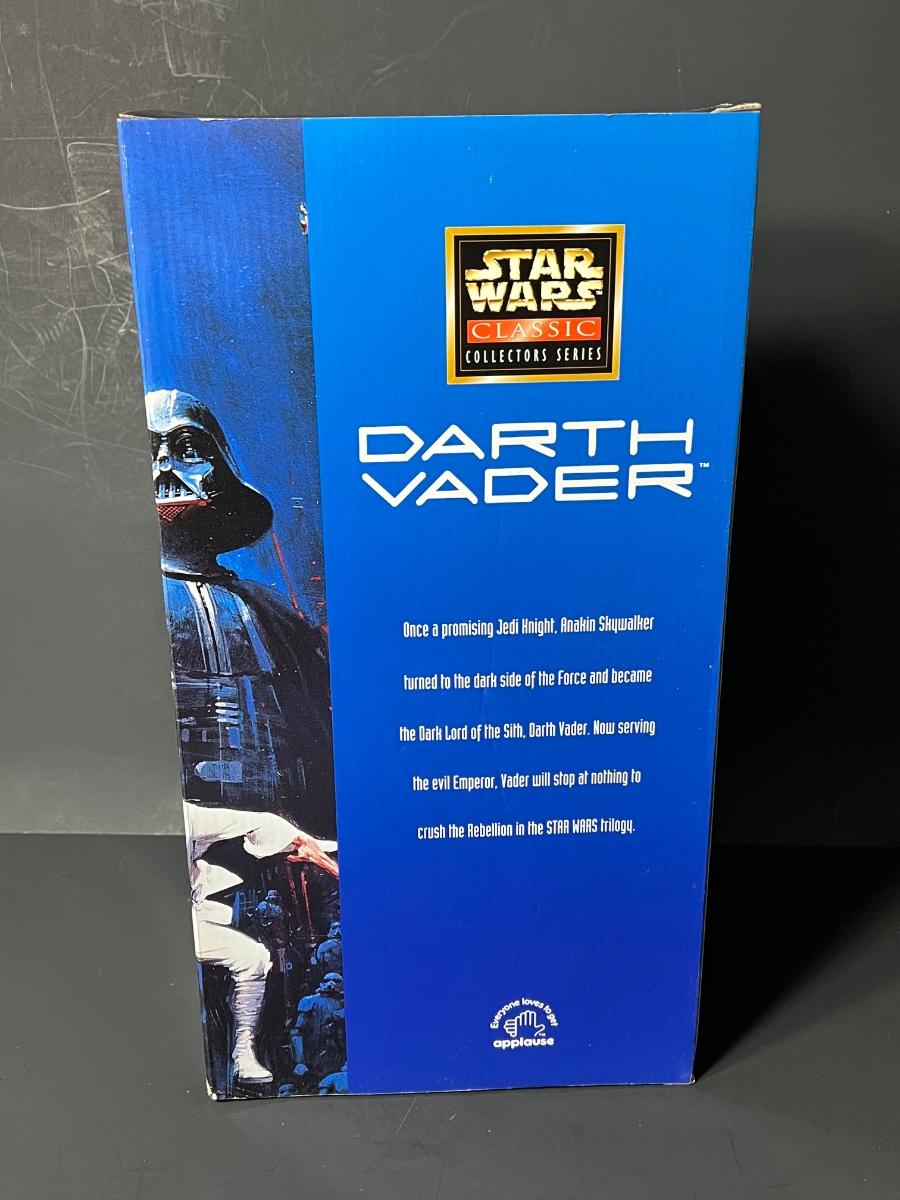 STAR
WARS™
CLASSIC
COLLECTORS SERIES
DARTH
VADER™
Once a promising Jedi Knight, Anakin Skywalker
turned to the dark side of the Force and became
the Dark Lord of the Sith, Darth Vader. Now serving
the evil Emperor, Vader will stop at nothing to
crush the Rebellion in the STAR WARS trilogy.
Everyone loves to get
applause™